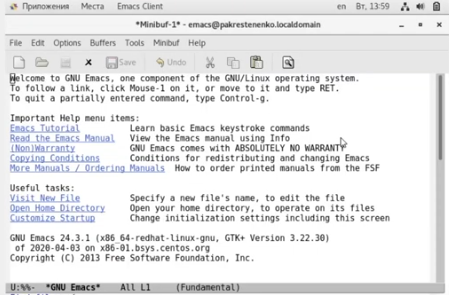 Приложения Места Emacs Client en Вт, 13:59
*Minibuf-1* - emacs@pakrestenenko.localdomain
File Edit Options Buffers Tools Minibuf Help
Save Undo
Welcome to GNU Emacs, one component of the GNU/Linux operating system.
To follow a link, click Mouse-1 on it, or move to it and type RET.
To quit a partially entered command, type Control-g.
Important Help menu items:
Emacs Tutorial Learn basic Emacs keystroke commands
Read the Emacs Manual View the Emacs manual using Info
(Non)Warranty GNU Emacs comes with ABSOLUTELY NO WARRANTY
Copying Conditions Conditions for redistributing and changing Emacs
More Manuals / Ordering Manuals How to order printed manuals from the FSF
Useful tasks:
Visit New File Specify a new file's name, to edit the file
Open Home Directory Open your home directory, to operate on its files
Customize Startup Change initialization settings including this screen
GNU Emacs 24.3.1 (x86_64-redhat-linux-gnu, GTK+ Version 3.22.30)
of 2020-04-03 on x86-01.bsys.centos.org
Copyright (C) 2013 Free Software Foundation, Inc.
U:%%- *GNU Emacs* All L1 (Fundamental)